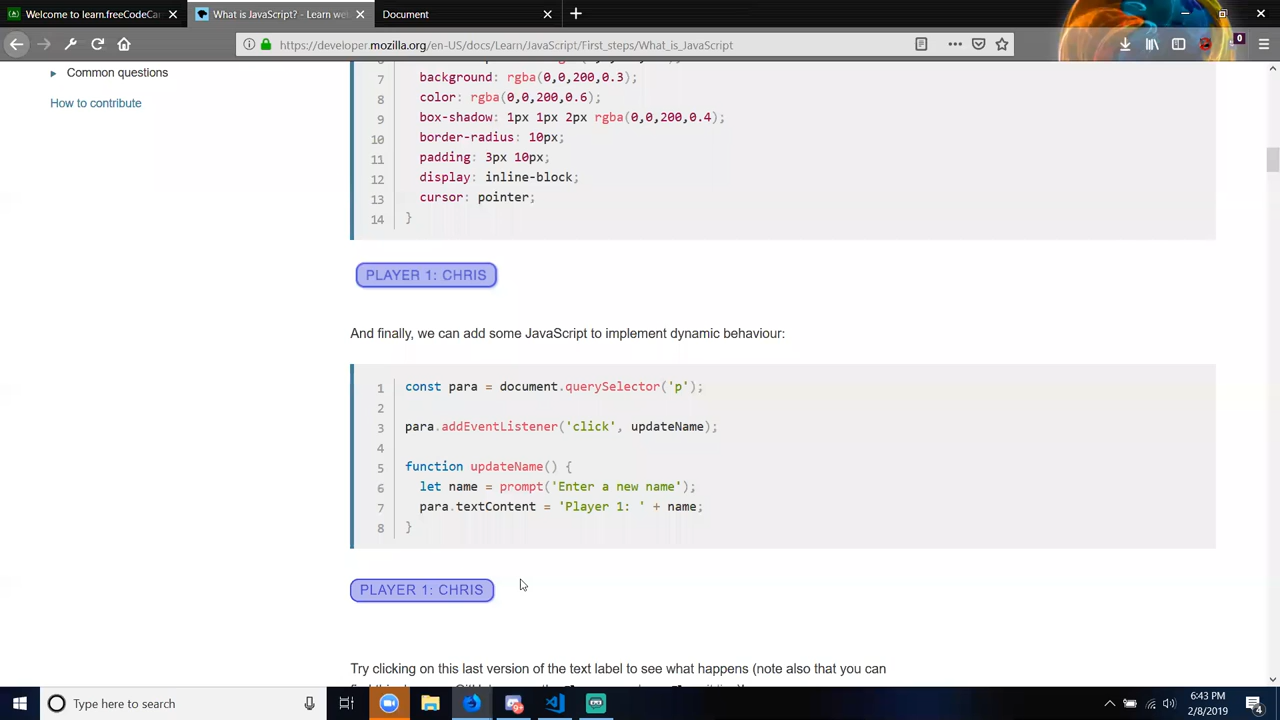 Welcome to learn.freeCodeCa
What is JavaScript? - Learn we
Document
https://developer.mozilla.org/en-US/docs/Learn/JavaScript/First_steps/What_is_JavaScript
0
Common questions
How to contribute
7 background: rgba(0,0,200,0.3);
8 color: rgba(0,0,200,0.6);
9 box-shadow: 1px 1px 2px rgba(0,0,200,0.4);
10 border-radius: 10px;
11 padding: 3px 10px;
12 display: inline-block;
13 cursor: pointer;
14 }
PLAYER 1: CHRIS
And finally, we can add some JavaScript to implement dynamic behaviour:
1 const para = document.querySelector('p');
2
3 para.addEventListener('click', updateName);
4
5 function updateName() {
6 let name = prompt('Enter a new name');
7 para.textContent = 'Player 1: ' + name;
8 }
PLAYER 1: CHRIS
Try clicking on this last version of the text label to see what happens (note also that you can
Type here to search
6:43 PM
2/8/2019
4